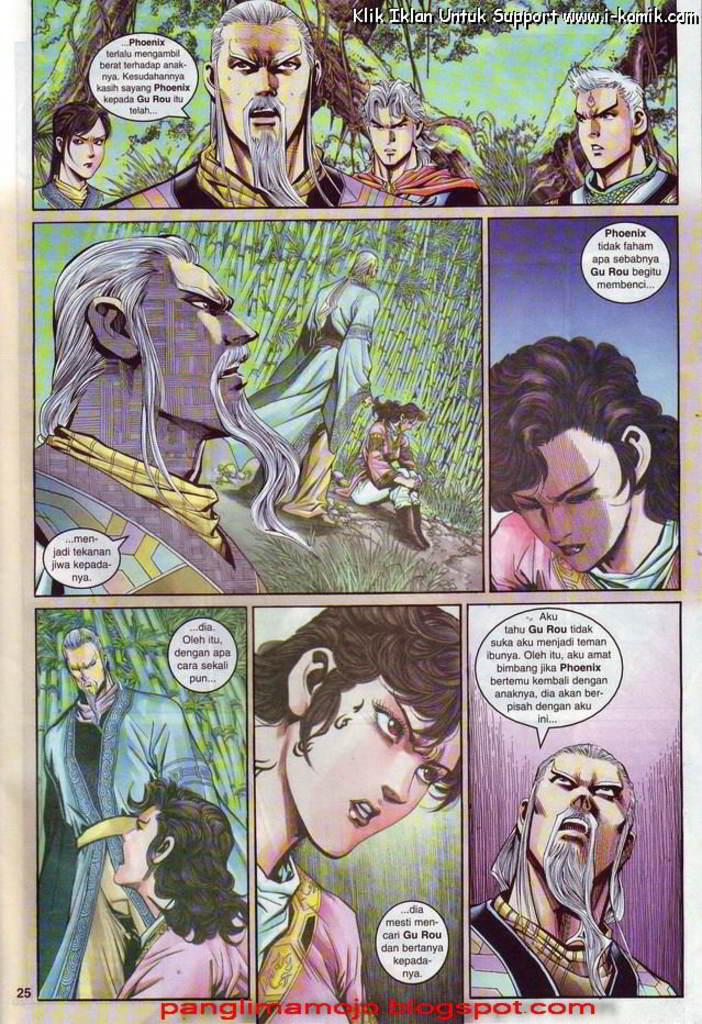 Klik Iklan Untuk Support www.i-komik.com
...Phoenix
terlalu mengambil
berat terhadap anak-
nya. Kesudahannya
kasih sayang Phoenix
kepada Gu Rou itu
telah...
...men-
jadi tekanan
jiwa kepada-
nya.
Phoenix
tidak faham
apa sebabnya
Gu Rou begitu
membenci...
...dia.
Oleh itu,
dengan apa
cara sekali
pun...
...dia
mesti men-
cari Gu Rou
dan bertanya
kepada-
nya.
Aku
tahu Gu Rou tidak
suka aku menjadi teman
ibunya. Oleh itu, aku amat
bimbang jika Phoenix
bertemu kembali dengan
anaknya, dia akan ber-
pisah dengan aku
ini...
25
panglimamojo.blogspot.com